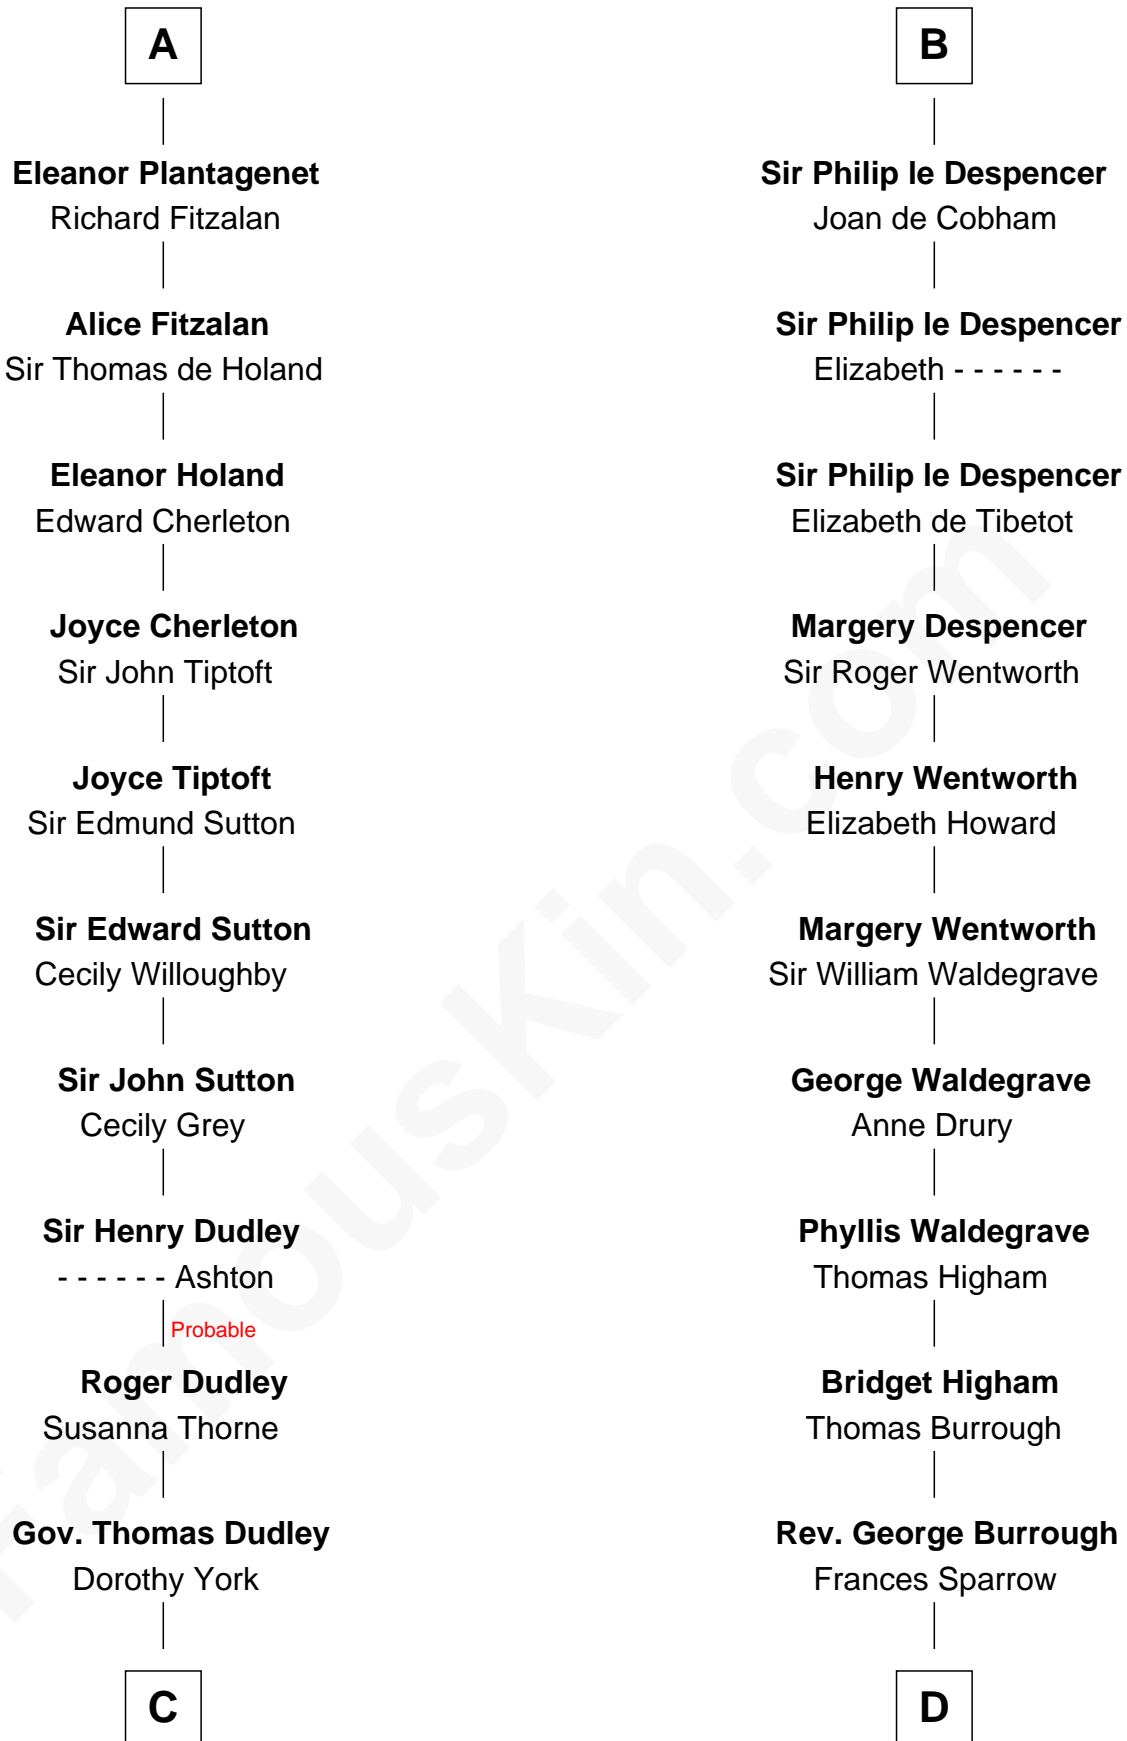 A
Eleanor Plantagenet
Richard Fitzalan
Alice Fitzalan
Sir Thomas de Holand
Eleanor Holand
Edward Cherleton
Joyce Cherleton
Sir John Tiptoft
Joyce Tiptoft
Sir Edmund Sutton
Sir Edward Sutton
Cecily Willoughby
Sir John Sutton
Cecily Grey
Sir Henry Dudley
- - - - - - Ashton
Probable
Roger Dudley
Susanna Thorne
Gov. Thomas Dudley
Dorothy York
C
B
Sir Philip le Despencer
Joan de Cobham
Sir Philip le Despencer
Elizabeth - - - - - -
Sir Philip le Despencer
Elizabeth de Tibetot
Margery Despencer
Sir Roger Wentworth
Henry Wentworth
Elizabeth Howard
Margery Wentworth
Sir William Waldegrave
George Waldegrave
Anne Drury
Phyllis Waldegrave
Thomas Higham
Bridget Higham
Thomas Burrough
Rev. George Burrough
Frances Sparrow
D
FamousKin.com